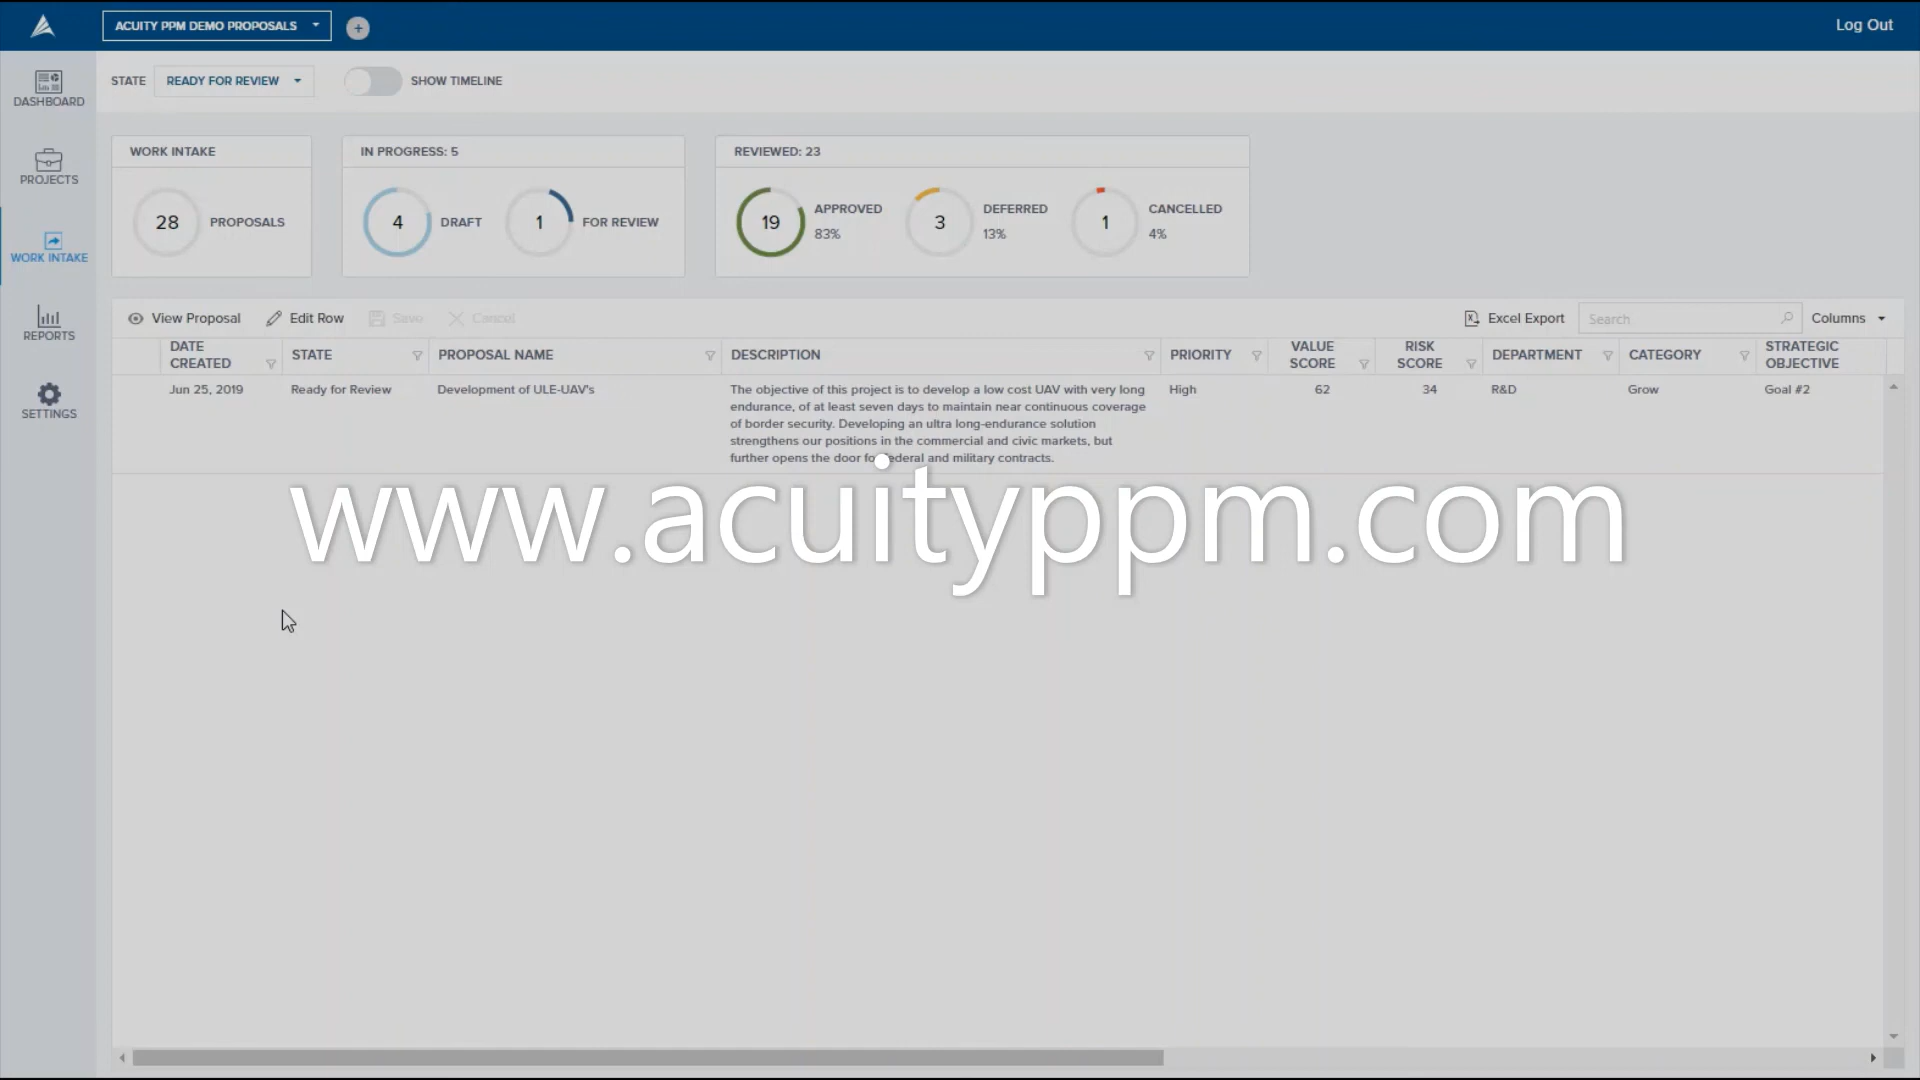 ACUITY PPM DEMO PROPOSALS
+
Log Out
STATE READY FOR REVIEW SHOW TIMELINE
DASHBOARD
PROJECTS
WORK INTAKE
REPORTS
SETTINGS
WORK INTAKE
28 PROPOSALS
IN PROGRESS: 5
4 DRAFT 1 FOR REVIEW
REVIEWED: 23
19 APPROVED 83%
3 DEFERRED 13%
1 CANCELLED 4%
View Proposal Edit Row Save Cancel Excel Export Search Columns
DATE CREATED STATE PROPOSAL NAME DESCRIPTION PRIORITY VALUE SCORE RISK SCORE DEPARTMENT CATEGORY STRATEGIC OBJECTIVE
Jun 25, 2019 Ready for Review Development of ULE-UAV's The objective of this project is to develop a low cost UAV with very long High 62 34 R&D Grow Goal #2
endurance, of at least seven days to maintain near continuous coverage
of border security. Developing an ultra long-endurance solution
strengthens our positions in the commercial and civic markets, but
further opens the door for federal and military contracts.
www.acuityppm.com